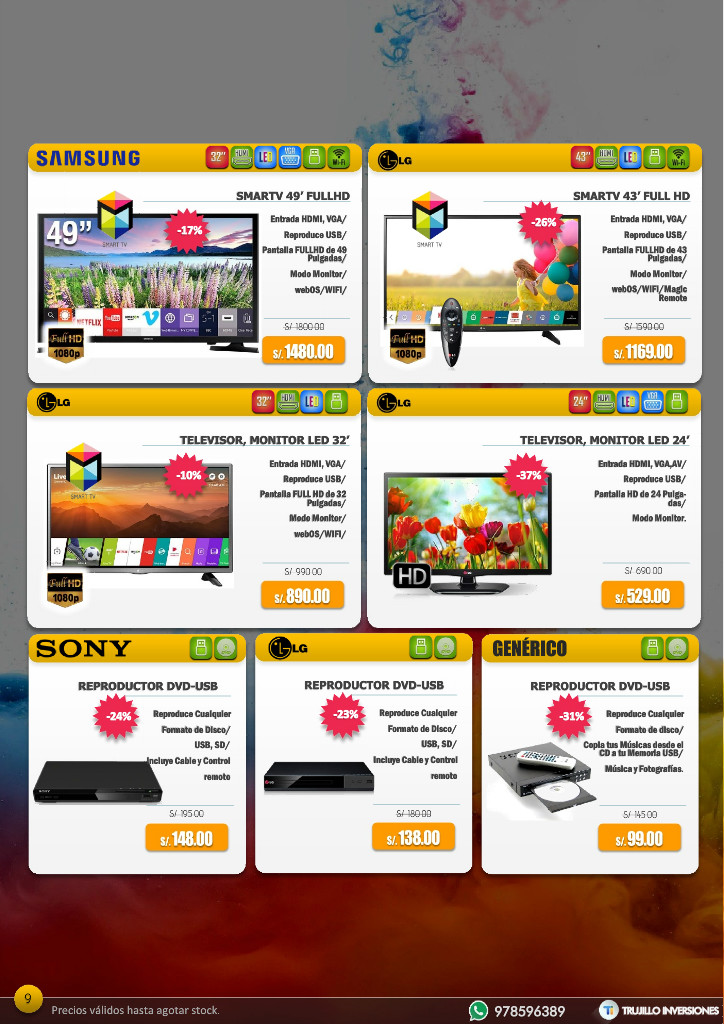 SAMSUNG
32" HDMI LED VGA Wi-Fi
SMARTV 49' FULLHD
49"
SMART TV
-17%
Entrada HDMI, VGA/
Reproduce USB/
Pantalla FULLHD de 49
Pulgadas/
Modo Monitor/
webOS/WIFI/
NETFLIX YouTube
Full HD
1080p
S/ 1800.00
S/. 1480.00
LG
43" HDMI LED Wi-Fi
SMARTV 43' FULL HD
SMART TV
-26%
Entrada HDMI, VGA/
Reproduce USB/
Pantalla FULLHD de 43
Pulgadas/
Modo Monitor/
webOS/WIFI/Magic
Remote
Full HD
1080p
S/ 1590.00
S/. 1169.00
LG
32" HDMI LED
TELEVISOR, MONITOR LED 32'
SMART TV
-10%
Entrada HDMI, VGA/
Reproduce USB/
Pantalla FULL HD de 32
Pulgadas/
Modo Monitor/
webOS/WIFI/
Live
Full HD
1080p
S/ 990.00
S/. 890.00
LG
24" HDMI LED VGA
TELEVISOR, MONITOR LED 24'
-37%
Entrada HDMI, VGA,AV/
Reproduce USB/
Pantalla HD de 24 Pulga-
das/
Modo Monitor.
HD
S/ 690.00
S/. 529.00
SONY
REPRODUCTOR DVD-USB
-24%
Reproduce Cualquier
Formato de Disco/
USB, SD/
Incluye Cable y Control
remoto
S/ 195.00
S/. 148.00
LG
REPRODUCTOR DVD-USB
-23%
Reproduce Cualquier
Formato de Disco/
USB, SD/
Incluye Cable y Control
remoto
S/ 180.00
S/. 138.00
GENÉRICO
REPRODUCTOR DVD-USB
-31%
Reproduce Cualquier
Formato de disco/
Copia tus Músicas desde el
CD a tu Memoria USB/
Música y Fotografías.
S/ 145.00
S/. 99.00
9
Precios válidos hasta agotar stock.
978596389
Ti TRUJILLO INVERSIONES